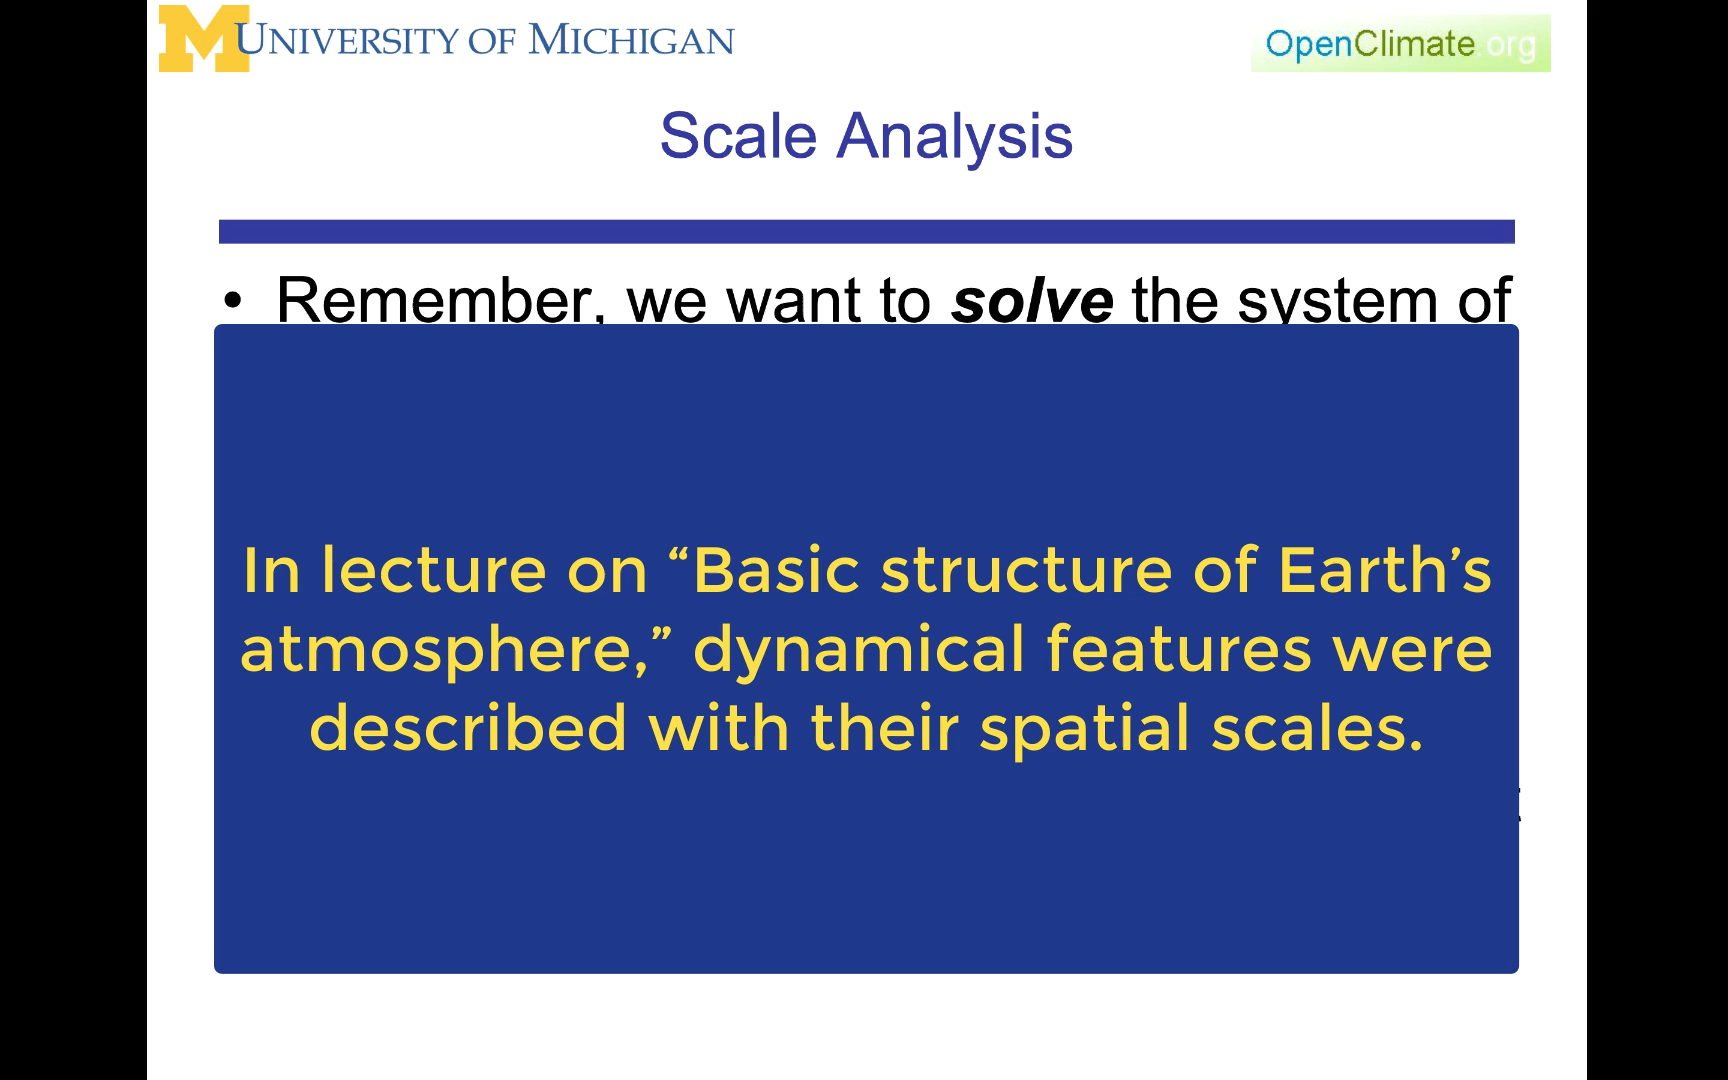 UNIVERSITY OF MICHIGAN
OpenClimate.org
Scale Analysis
• Remember, we want to solve the system of
In lecture on “Basic structure of Earth’s
atmosphere,” dynamical features were
described with their spatial scales.